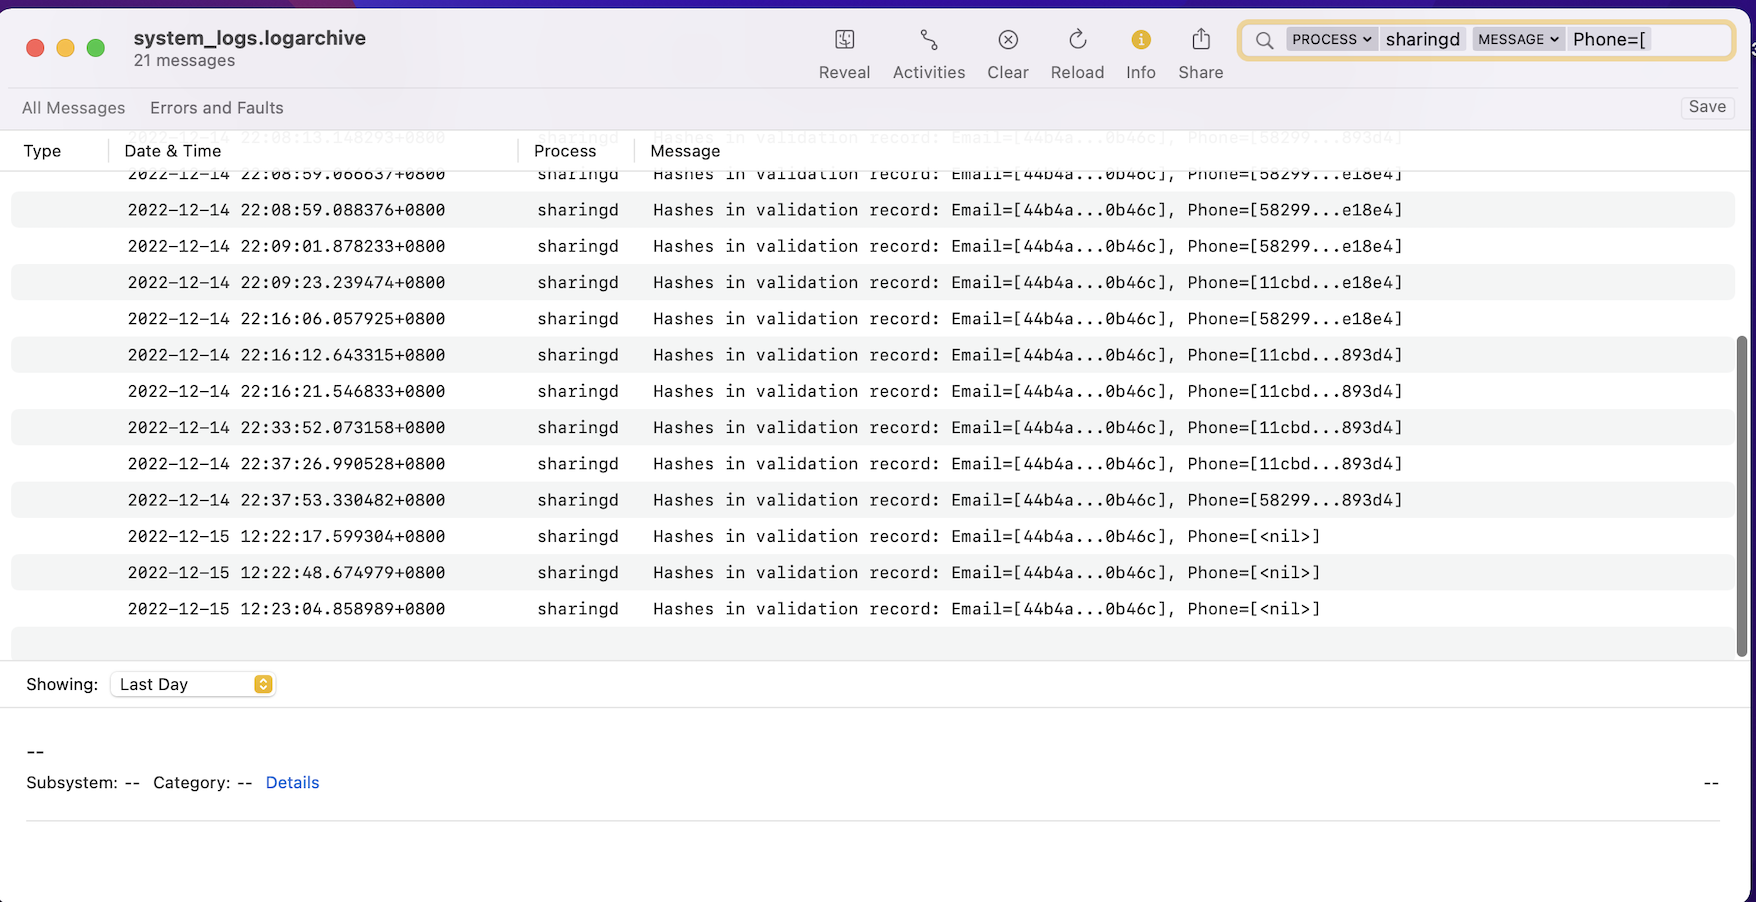 system_logs.logarchive
21 messages
Reveal Activities Clear Reload Info Share
PROCESS sharingd MESSAGE Phone=[
All Messages Errors and Faults Save
2022-12-14 22:08:13.148293+0800 sharingd Hashes in validation record: Email=[44b4a...0b46c], Phone=[58299...893d4]
Type Date & Time Process Message
2022-12-14 22:08:59.066637+0800 sharingd Hashes in validation record: Email=[44b4a...0b46c], Phone=[58299...e18e4]
2022-12-14 22:08:59.088376+0800 sharingd Hashes in validation record: Email=[44b4a...0b46c], Phone=[58299...e18e4]
2022-12-14 22:09:01.878233+0800 sharingd Hashes in validation record: Email=[44b4a...0b46c], Phone=[58299...e18e4]
2022-12-14 22:09:23.239474+0800 sharingd Hashes in validation record: Email=[44b4a...0b46c], Phone=[11cbd...e18e4]
2022-12-14 22:16:06.057925+0800 sharingd Hashes in validation record: Email=[44b4a...0b46c], Phone=[58299...e18e4]
2022-12-14 22:16:12.643315+0800 sharingd Hashes in validation record: Email=[44b4a...0b46c], Phone=[11cbd...893d4]
2022-12-14 22:16:21.546833+0800 sharingd Hashes in validation record: Email=[44b4a...0b46c], Phone=[11cbd...893d4]
2022-12-14 22:33:52.073158+0800 sharingd Hashes in validation record: Email=[44b4a...0b46c], Phone=[11cbd...893d4]
2022-12-14 22:37:26.990528+0800 sharingd Hashes in validation record: Email=[44b4a...0b46c], Phone=[11cbd...893d4]
2022-12-14 22:37:53.330482+0800 sharingd Hashes in validation record: Email=[44b4a...0b46c], Phone=[58299...893d4]
2022-12-15 12:22:17.599304+0800 sharingd Hashes in validation record: Email=[44b4a...0b46c], Phone=[<nil>]
2022-12-15 12:22:48.674979+0800 sharingd Hashes in validation record: Email=[44b4a...0b46c], Phone=[<nil>]
2022-12-15 12:23:04.858989+0800 sharingd Hashes in validation record: Email=[44b4a...0b46c], Phone=[<nil>]
Showing: Last Day
--
Subsystem: -- Category: -- Details --